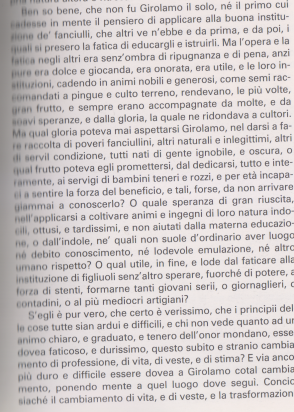 Ben so bene, che non fu Girolamo il solo, né il primo cui
cadesse in mente il pensiero di applicare alla buona institu-
zione de' fanciulli, che altri ve n'ebbe e da prima, e da poi, i
quali si presero la fatica di educargli e istruirli. Ma l'opera e la
fatica negli altri era senz'ombra di ripugnanza e di pena, anzi
pure era dolce e giocanda, era onorata, era utile, e le loro in-
stituzioni, cadendo in animi nobili e generosi, come semi rac-
comandati a pingue e culto terreno, rendevano, le più volte,
gran frutto, e sempre erano accompagnate da molte, e da
soavi speranze, e dalla gloria, la quale ne ridondava a cultori.
Ma qual gloria poteva mai aspettarsi Girolamo, nel darsi a fa-
re raccolta di poveri fanciullini, altri naturali e inlegittimi, altri
di servil condizione, tutti nati di gente ignobile, e oscura, o
qual frutto poteva egli promettersi, dal dedicarsi, tutto e inte-
ramente, ai servigi di bambini teneri e rozzi, e per età incapa-
ci a sentire la forza del beneficio, e tali, forse, da non arrivare
giammai a conoscerlo? O quale speranza di gran riuscita,
nell'applicarsi a coltivare animi e ingegni di loro natura indo-
cili, ottusi, e tardissimi, e non aiutati dalla materna educazio-
ne, o dall'indole, ne' quali non suole d'ordinario aver luogo
né debito conoscimento, né lodevole emulazione, né altro
umano rispetto? O qual utile, in fine, e lode dal faticare alla
instituzione di figliuoli senz'altro sperare, fuorché di potere, a
forza di stenti, formarne tanti giovani serii, o giornaglieri, o
contadini, o al più mediocri artigiani?
S'egli è pur vero, che certo è verissimo, che i principii del-
le cose tutte sian ardui e difficili, e chi non vede quanto ad un
animo chiaro, e graduato, e tenero dell'onor mondano, esse
dovea faticoso, e durissimo, questo subito e stranio cambia
mento di professione, di vita, di veste, e di stima? E via anco
più duro e difficile essere dovea a Girolamo cotal cambia
mento, ponendo mente a quel luogo dove seguì. Concio
siaché il cambiamento di vita, e di veste, e la trasformazion